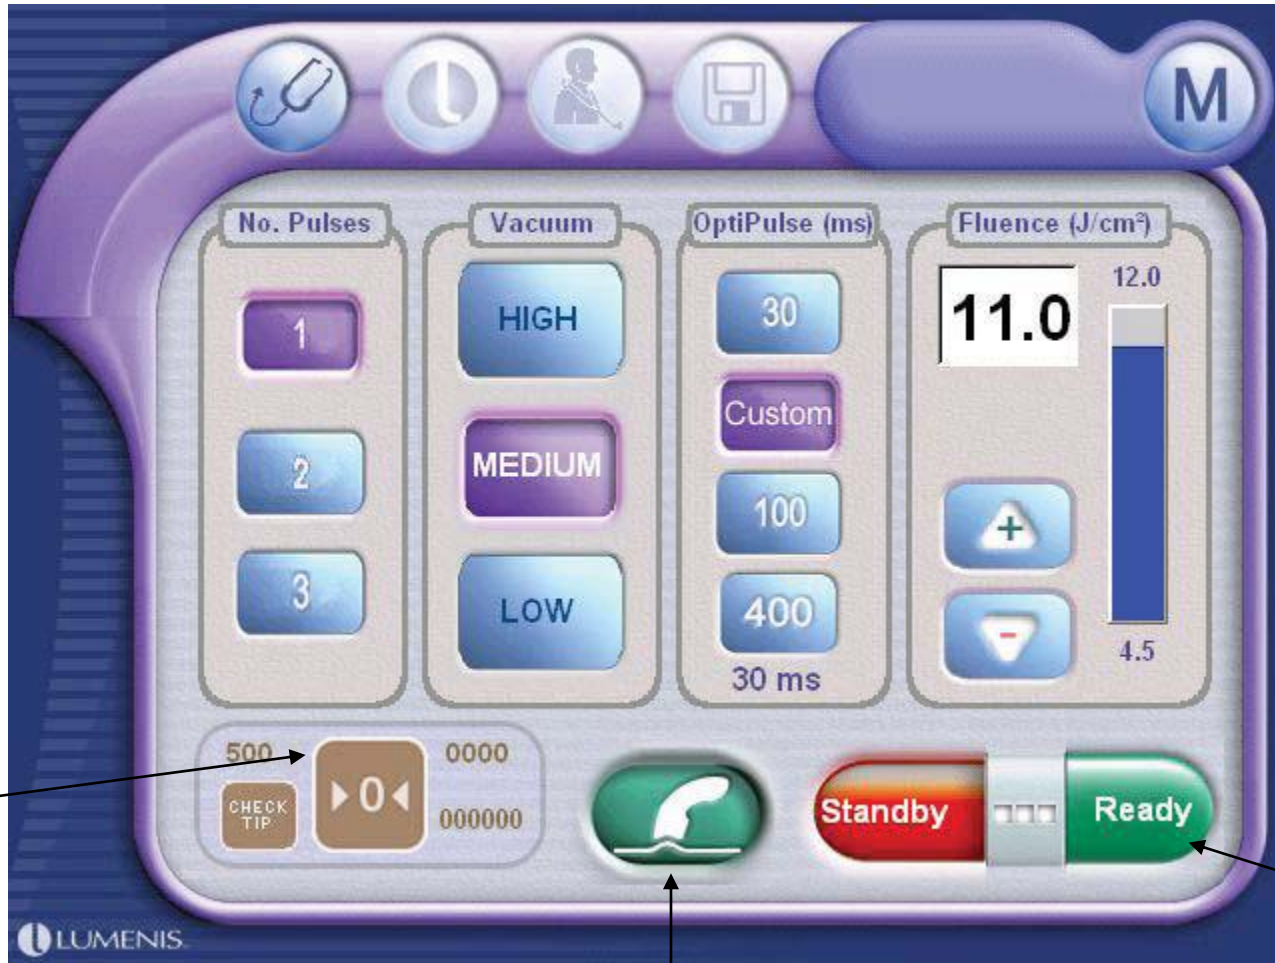 M
No. Pulses
1
2
3
Vacuum
HIGH
MEDIUM
LOW
OptiPulse (ms)
30
Custom
100
400
30 ms
Fluence (J/cm²)
11.0
12.0
+
-
4.5
500
CHECK
TIP
0
0000
000000
Standby
Ready
LUMENIS